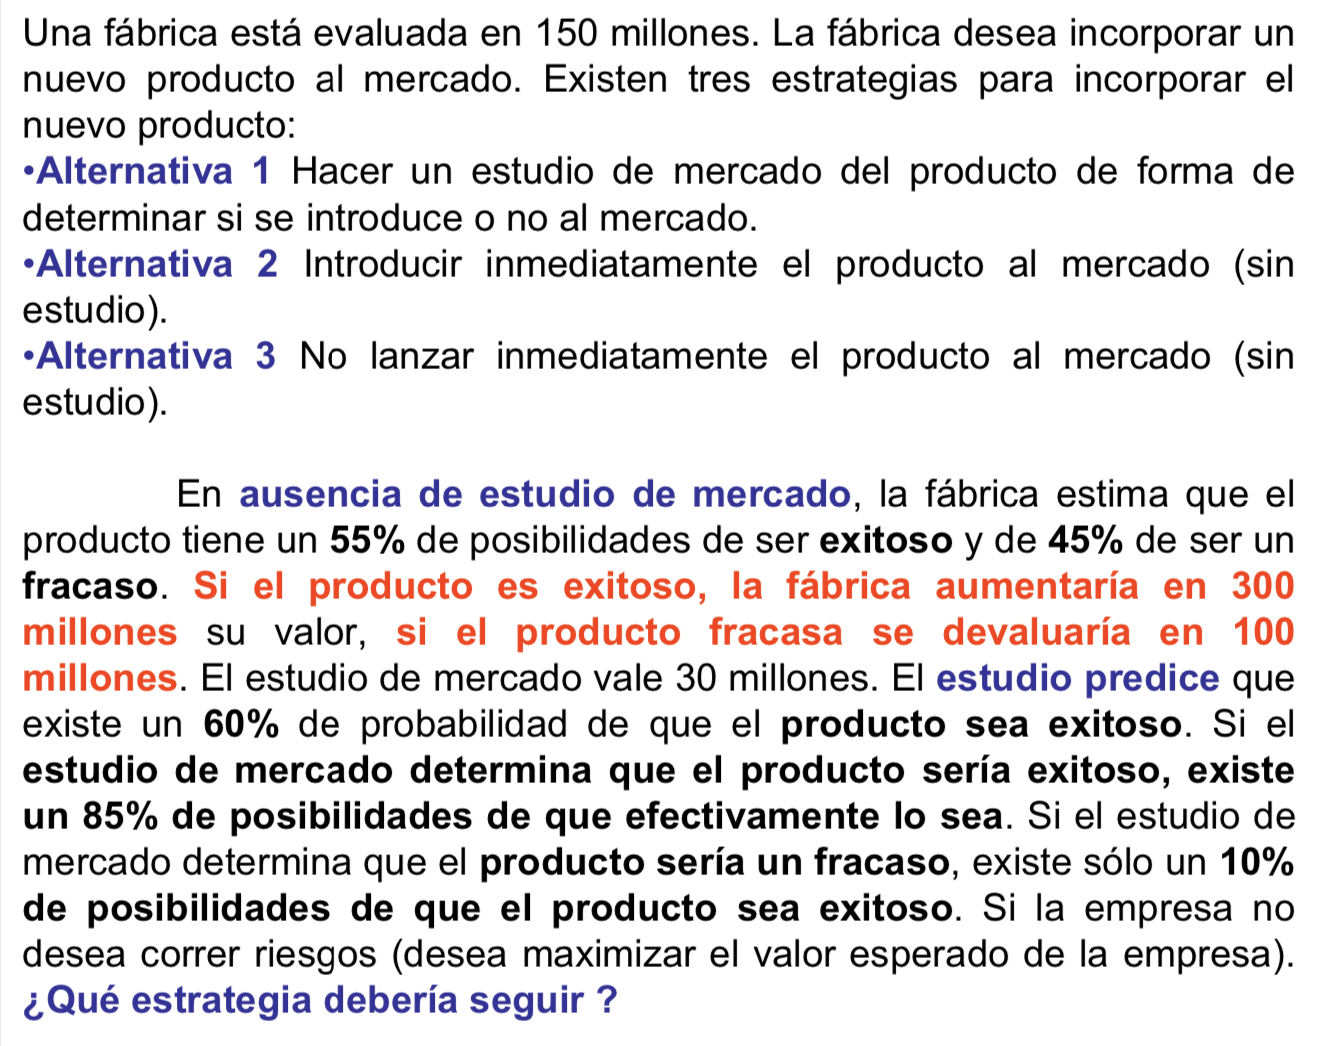 Una fábrica está evaluada en 150 millones. La fábrica desea incorporar un
nuevo producto al mercado. Existen tres estrategias para incorporar el
nuevo producto:
•Alternativa 1 Hacer un estudio de mercado del producto de forma de
determinar si se introduce o no al mercado.
•Alternativa 2 Introducir inmediatamente el producto al mercado (sin
estudio).
•Alternativa 3 No lanzar inmediatamente el producto al mercado (sin
estudio).
En ausencia de estudio de mercado, la fábrica estima que el
producto tiene un 55% de posibilidades de ser exitoso y de 45% de ser un
fracaso. Si el producto es exitoso, la fábrica aumentaría en 300
millones su valor, si el producto fracasa se devaluaría en 100
millones. El estudio de mercado vale 30 millones. El estudio predice que
existe un 60% de probabilidad de que el producto sea exitoso. Si el
estudio de mercado determina que el producto sería exitoso, existe
un 85% de posibilidades de que efectivamente lo sea. Si el estudio de
mercado determina que el producto sería un fracaso, existe sólo un 10%
de posibilidades de que el producto sea exitoso. Si la empresa no
desea correr riesgos (desea maximizar el valor esperado de la empresa).
¿Qué estrategia debería seguir ?